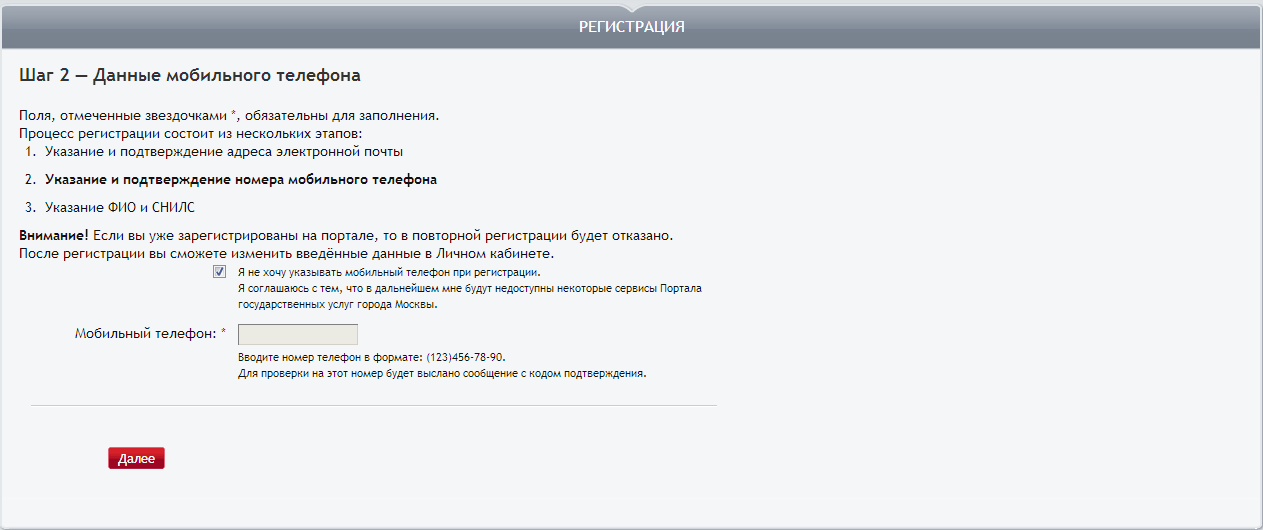 РЕГИСТРАЦИЯ
Шаг 2 — Данные мобильного телефона
Поля, отмеченные звездочками *, обязательны для заполнения.
Процесс регистрации состоит из нескольких этапов:
1. Указание и подтверждение адреса электронной почты
2. Указание и подтверждение номера мобильного телефона
3. Указание ФИО и СНИЛС
Внимание! Если вы уже зарегистрированы на портале, то в повторной регистрации будет отказано.
После регистрации вы сможете изменить введённые данные в Личном кабинете.
Я не хочу указывать мобильный телефон при регистрации.
Я соглашаюсь с тем, что в дальнейшем мне будут недоступны некоторые сервисы Портала
государственных услуг города Москвы.
Мобильный телефон: *
Вводите номер телефон в формате: (123)456-78-90.
Для проверки на этот номер будет выслано сообщение с кодом подтверждения.
Далее